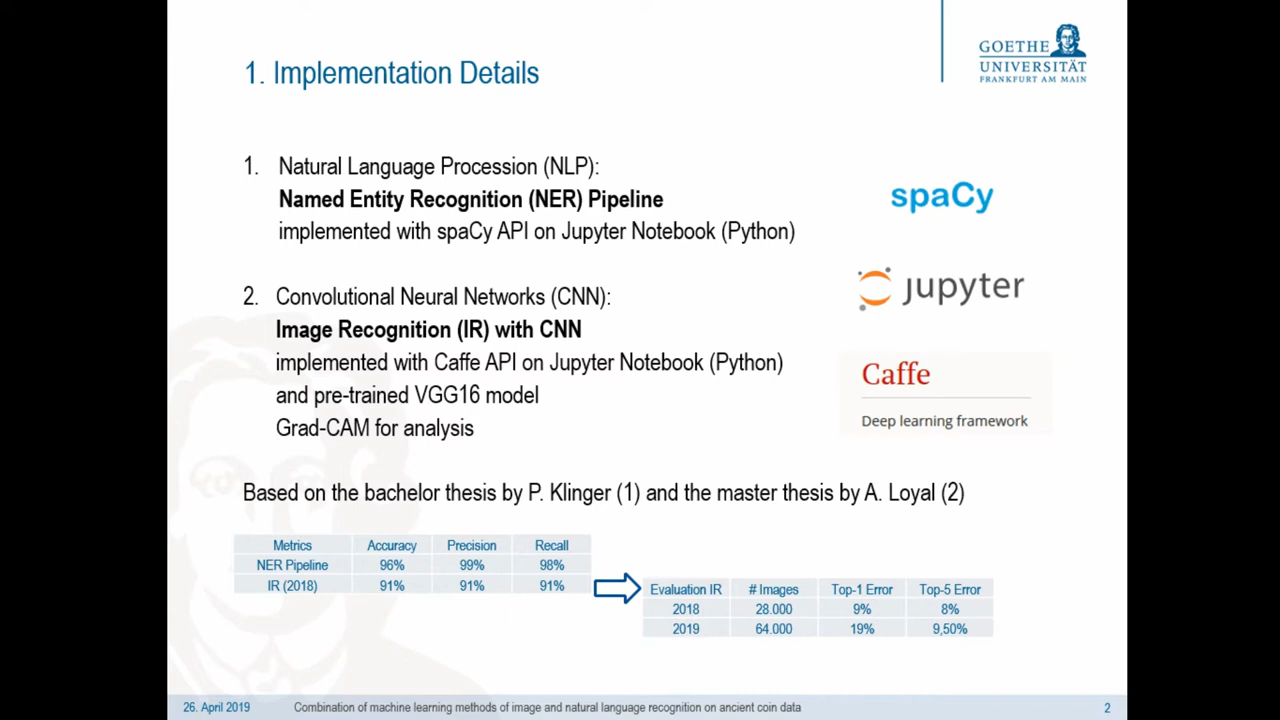 GOETHE
UNIVERSITÄT
FRANKFURT AM MAIN
1. Implementation Details
1. Natural Language Procession (NLP):
Named Entity Recognition (NER) Pipeline
implemented with spaCy API on Jupyter Notebook (Python)
spaCy
jupyter
2. Convolutional Neural Networks (CNN):
Image Recognition (IR) with CNN
implemented with Caffe API on Jupyter Notebook (Python)
and pre-trained VGG16 model
Grad-CAM for analysis
Caffe
Deep learning framework
Based on the bachelor thesis by P. Klinger (1) and the master thesis by A. Loyal (2)
Metrics Accuracy Precision Recall
NER Pipeline 96% 99% 98%
IR (2018) 91% 91% 91%
Evaluation IR # Images Top-1 Error Top-5 Error
2018 28.000 9% 8%
2019 64.000 19% 9,50%
26. April 2019 Combination of machine learning methods of image and natural language recognition on ancient coin data 2